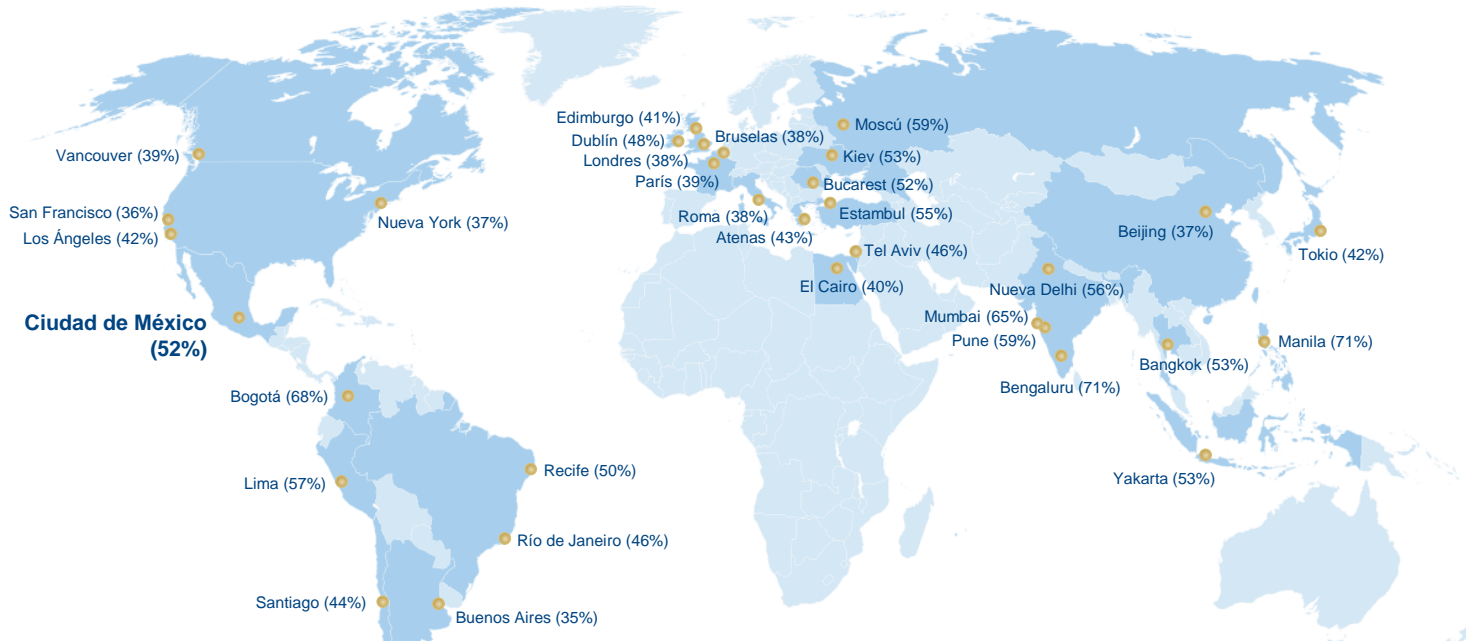 Edimburgo (41%)
Dublín (48%)
Bruselas (38%)
Londres (38%)
París (39%)
Moscú (59%)
Kiev (53%)
Bucarest (52%)
Estambul (55%)
Roma (38%)
Atenas (43%)
Tel Aviv (46%)
El Cairo (40%)
Vancouver (39%)
San Francisco (36%)
Los Ángeles (42%)
Nueva York (37%)
Ciudad de México
(52%)
Bogotá (68%)
Lima (57%)
Recife (50%)
Río de Janeiro (46%)
Santiago (44%)
Buenos Aires (35%)
Beijing (37%)
Tokio (42%)
Nueva Delhi (56%)
Mumbai (65%)
Pune (59%)
Bengaluru (71%)
Bangkok (53%)
Manila (71%)
Yakarta (53%)